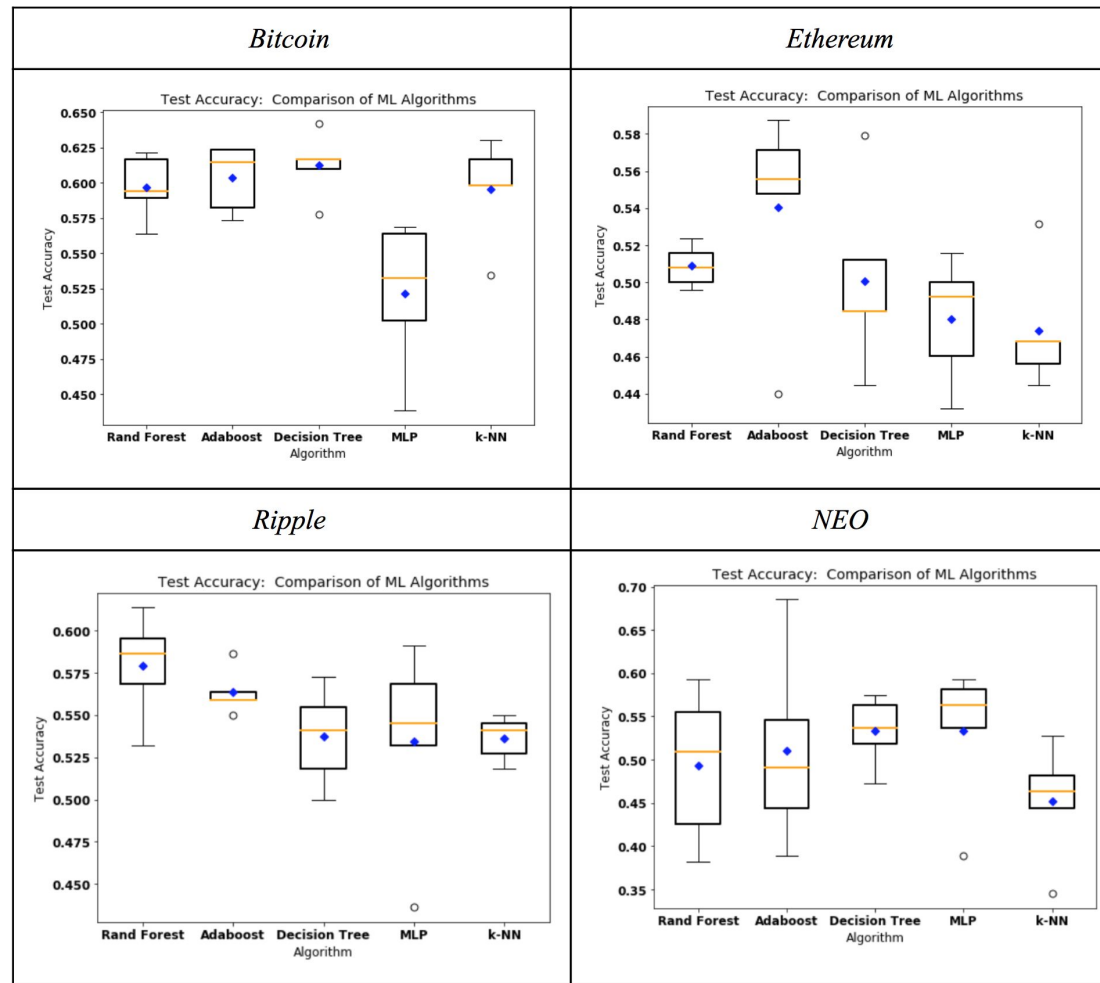 Bitcoin
Ethereum
Test Accuracy:  Comparison of ML Algorithms
0.650
0.625
0.600
0.575
0.550
0.525
0.500
0.475
0.450
Test Accuracy
Rand Forest Adaboost Decision Tree MLP k-NN
Algorithm
Test Accuracy:  Comparison of ML Algorithms
0.58
0.56
0.54
0.52
0.50
0.48
0.46
0.44
Test Accuracy
Rand Forest Adaboost Decision Tree MLP k-NN
Algorithm
Ripple
NEO
Test Accuracy:  Comparison of ML Algorithms
0.600
0.575
0.550
0.525
0.500
0.475
0.450
Test Accuracy
Rand Forest Adaboost Decision Tree MLP k-NN
Algorithm
Test Accuracy:  Comparison of ML Algorithms
0.70
0.65
0.60
0.55
0.50
0.45
0.40
0.35
Test Accuracy
Rand Forest Adaboost Decision Tree MLP k-NN
Algorithm